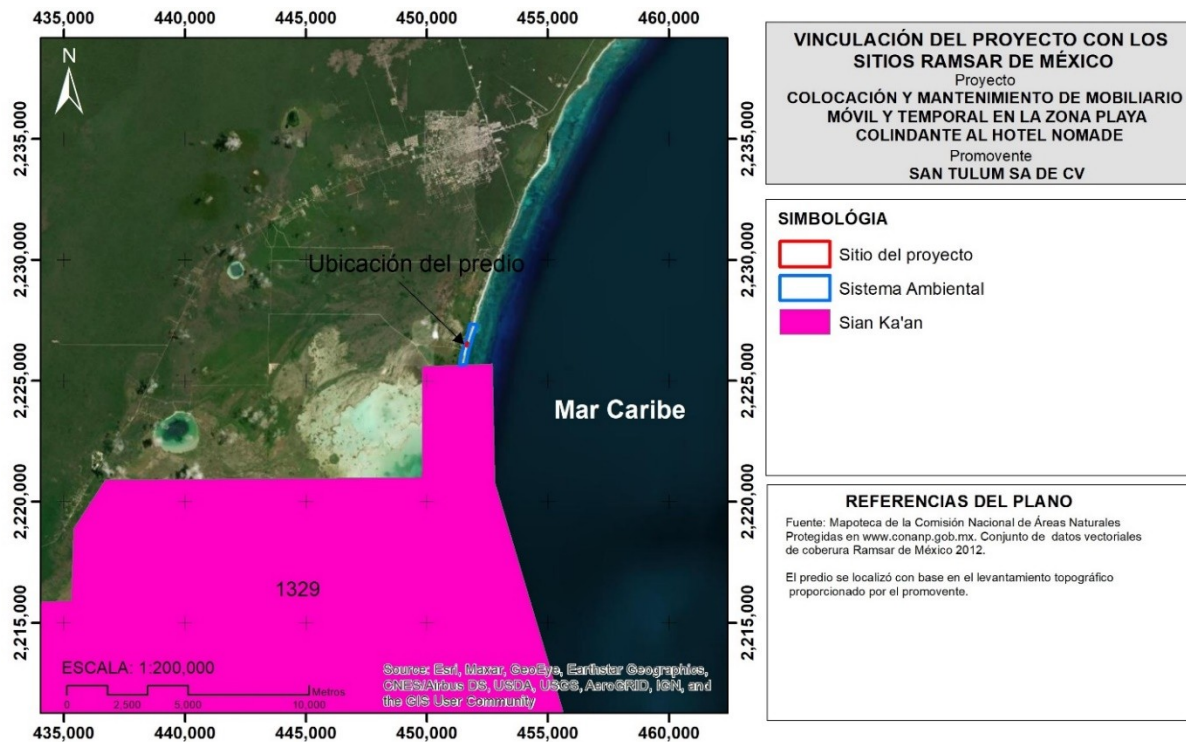 435,000 440,000 445,000 450,000 455,000 460,000
N
2,235,000
2,230,000
2,225,000
2,220,000
2,215,000
2,235,000
2,230,000
2,225,000
2,220,000
2,215,000
Ubicación del predio
Mar Caribe
1329
ESCALA: 1:200,000
0 2,500 5,000 10,000
Metros
Source: Esri, Maxar, GeoEye, Earthstar Geographics,
CNES/Airbus DS, USDA, USGS, AeroGRID, IGN, and
the GIS User Community
435,000 440,000 445,000 450,000 455,000 460,000
VINCULACIÓN DEL PROYECTO CON LOS
SITIOS RAMSAR DE MÉXICO
Proyecto
COLOCACIÓN Y MANTENIMIENTO DE MOBILIARIO
MÓVIL Y TEMPORAL EN LA ZONA PLAYA
COLINDANTE AL HOTEL NOMADE
Promovente
SAN TULUM SA DE CV
SIMBOLÓGIA
Sitio del proyecto
Sistema Ambiental
Sian Ka'an
REFERENCIAS DEL PLANO
Fuente: Mapoteca de la Comisión Nacional de Áreas Naturales
Protegidas en www.conanp.gob.mx. Conjunto de datos vectoriales
de coberura Ramsar de México 2012.
El predio se localizó con base en el levantamiento topográfico
proporcionado por el promovente.